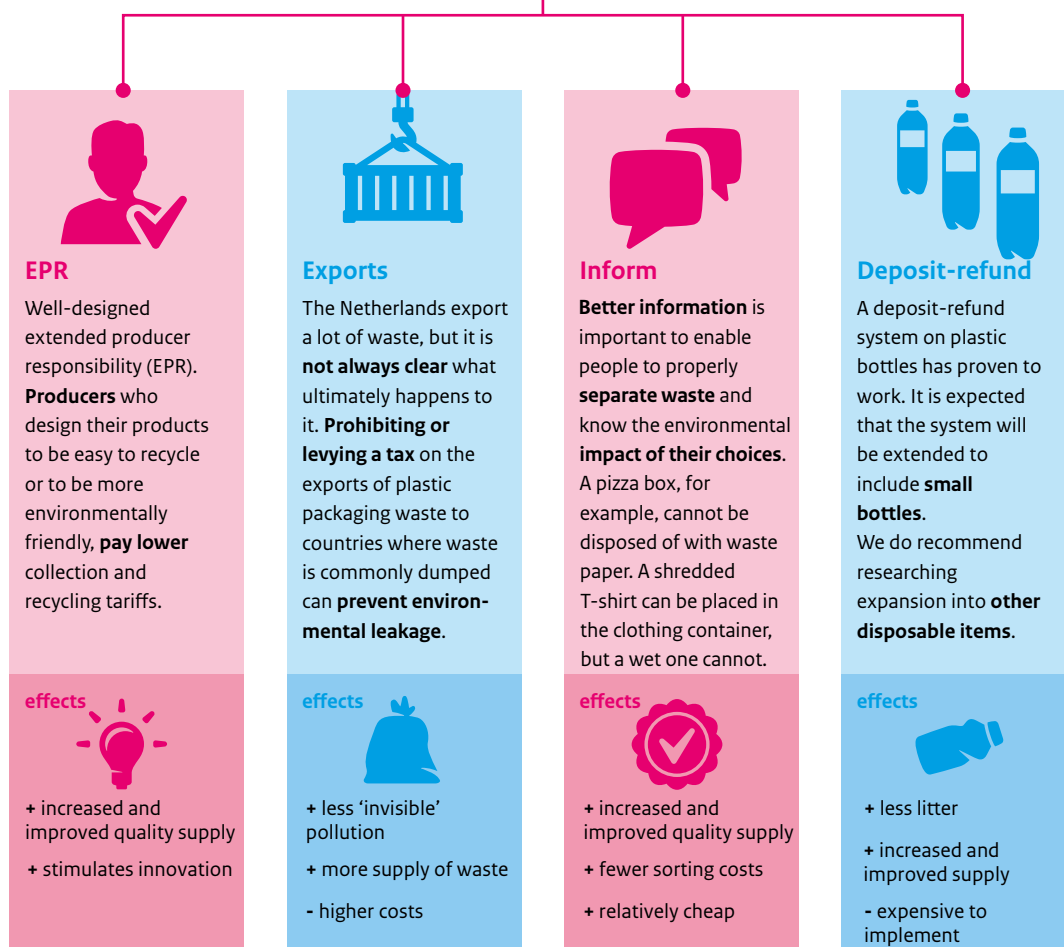 EPR
Well-designed
extended producer
responsibility (EPR).
Producers who
design their products
to be easy to recycle
or to be more
environmentally
friendly, pay lower
collection and
recycling tariffs.
effects
+ increased and
improved quality supply
+ stimulates innovation
Exports
The Netherlands export
a lot of waste, but it is
not always clear what
ultimately happens to
it. Prohibiting or
levying a tax on the
exports of plastic
packaging waste to
countries where waste
is commonly dumped
can prevent environ-
mental leakage.
effects
+ less ‘invisible’
pollution
+ more supply of waste
- higher costs
Inform
Better information is
important to enable
people to properly
separate waste and
know the environmental
impact of their choices.
A pizza box, for
example, cannot be
disposed of with waste
paper. A shredded
T-shirt can be placed in
the clothing container,
but a wet one cannot.
effects
+ increased and
improved quality supply
+ fewer sorting costs
+ relatively cheap
Deposit-refund
A deposit-refund
system on plastic
bottles has proven to
work. It is expected
that the system will
be extended to
include small
bottles.
We do recommend
researching
expansion into other
disposable items.
effects
+ less litter
+ increased and
improved supply
- expensive to
implement